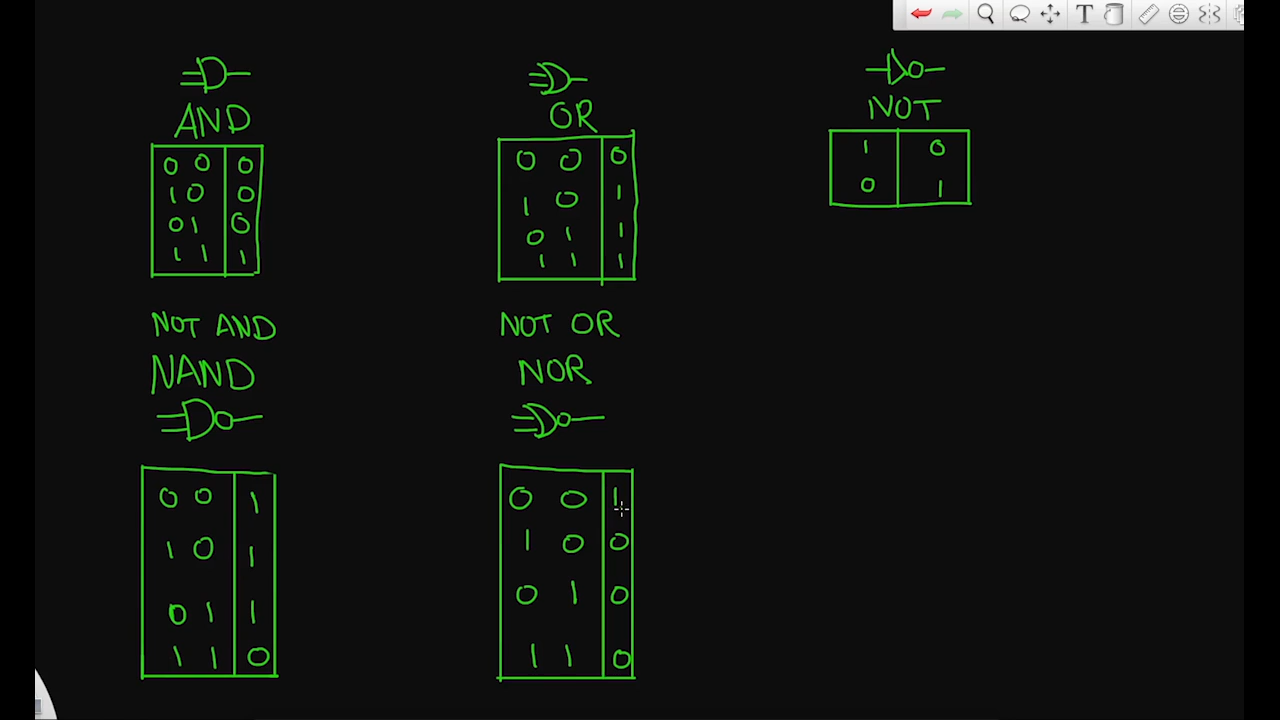 AND
0 0 0
1 0 0
0 1 0
1 1 1
OR
0 0 0
1 0 1
0 1 1
1 1 1
NOT
1 0
0 1
NOT AND
NAND
0 0 1
1 0 1
0 1 1
1 1 0
NOT OR
NOR
0 0 1
1 0 0
0 1 0
1 1 0
T